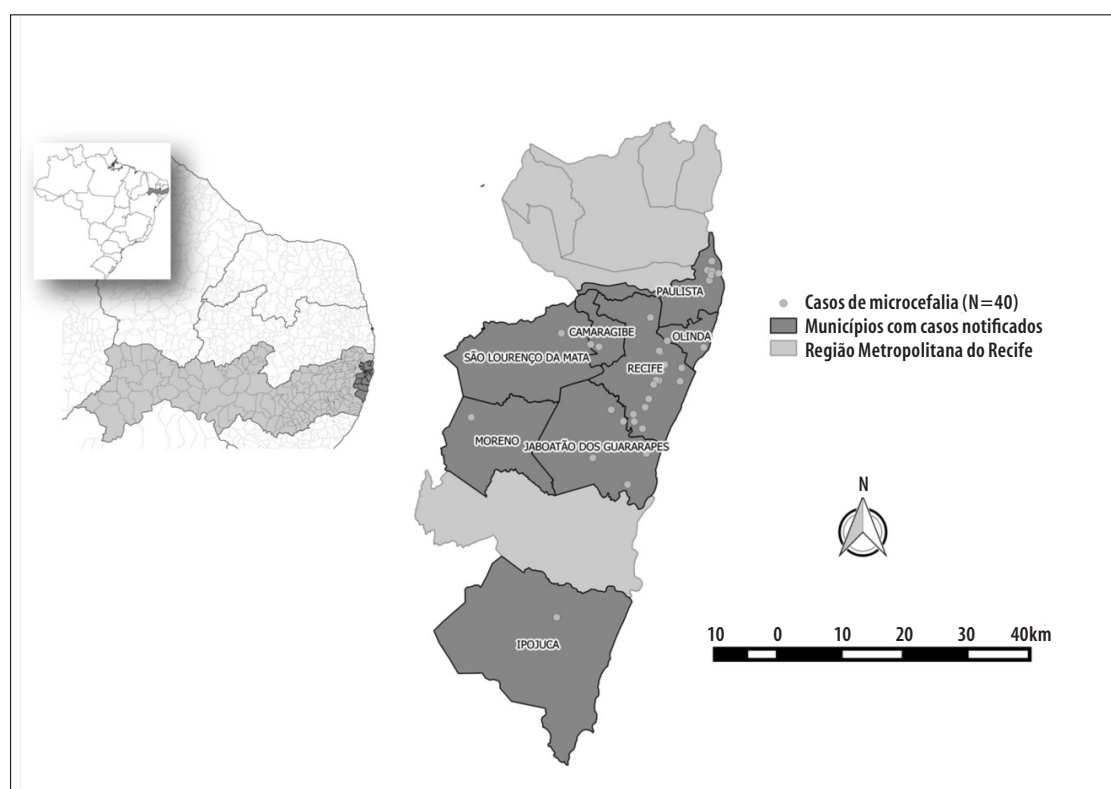 PAULISTA
CAMARAGIBE
OLINDA
SÃO LOURENÇO DA MATA
RECIFE
MORENO
JABOATÃO DOS GUARARAPES
IPOJUCA
Casos de microcefalia (N=40)
Municípios com casos notificados
Região Metropolitana do Recife
N
10 0 10 20 30 40km